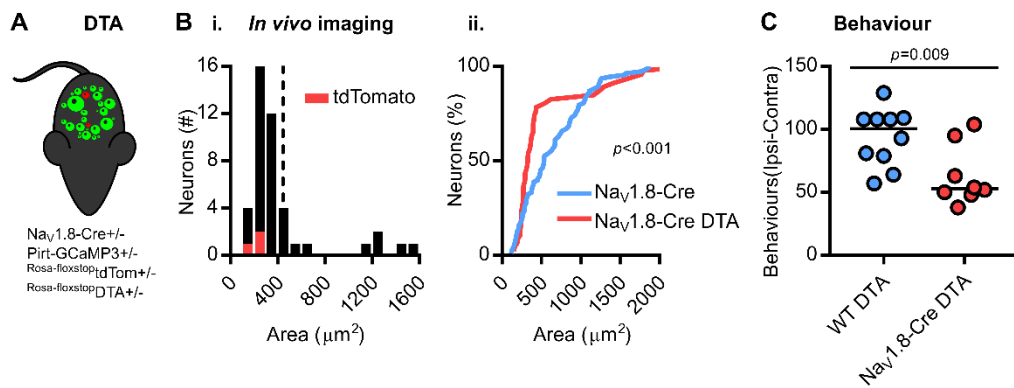 A DTA
NaV1.8-Cre+/-
Pirt-GCaMP3+/-
Rosa-floxstoptdTom+/-
Rosa-floxstopDTA+/-
B i. In vivo imaging
tdTomato
Neurons (#)
16
12
8
4
0
0 400 1200 1600
Area (μm2)
ii.
Neurons (%)
100
50
0
p<0.001
NaV1.8-Cre
NaV1.8-Cre DTA
0 500 1000 1500 2000
Area (μm2)
C Behaviour
p=0.009
Behaviours(Ipsi-Contra)
150
100
50
0
WT DTA
NaV1.8-Cre DTA